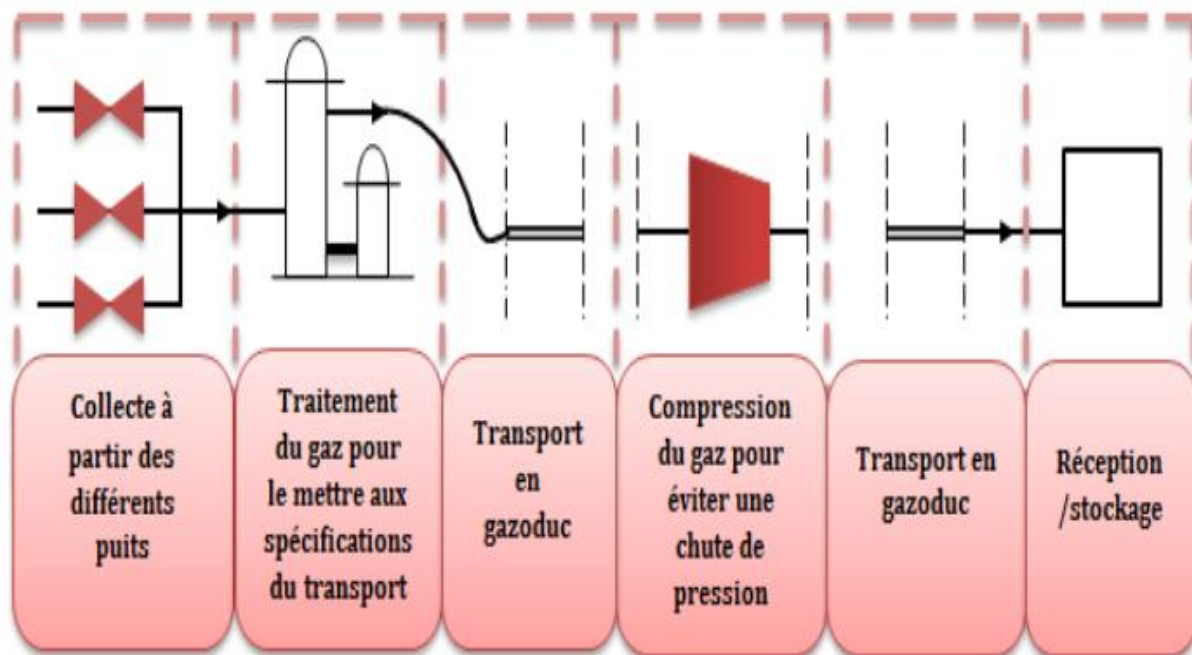 Collecte à
partir des
différents
puits
Traitement
du gaz pour
le mettre aux
spécifications
du transport
Transport
en
gazoduc
Compression
du gaz pour
éviter une
chute de
pression
Transport en
gazoduc
Réception
/stockage